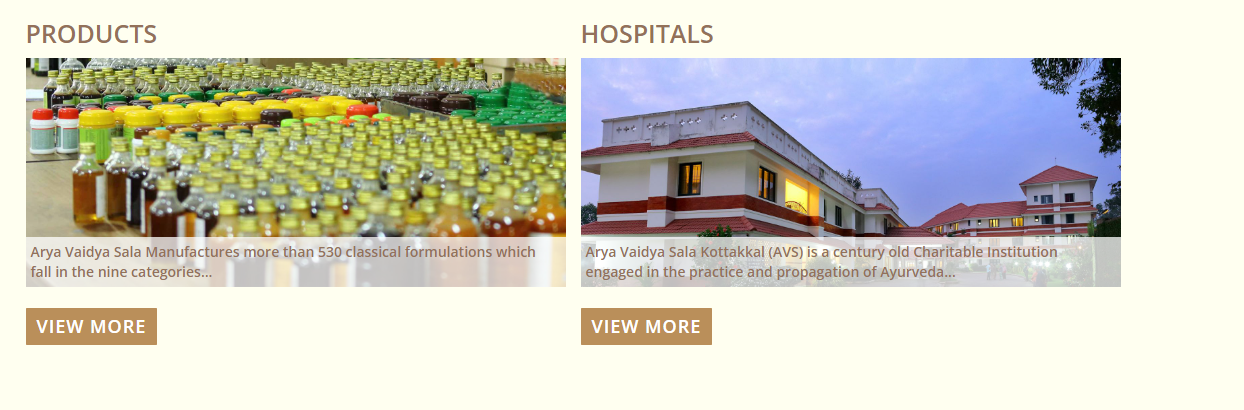 PRODUCTS
Arya Vaidya Sala Manufactures more than 530 classical formulations which
fall in the nine categories...
VIEW MORE
HOSPITALS
Arya Vaidya Sala Kottakkal (AVS) is a century old Charitable Institution
engaged in the practice and propagation of Ayurveda...
VIEW MORE